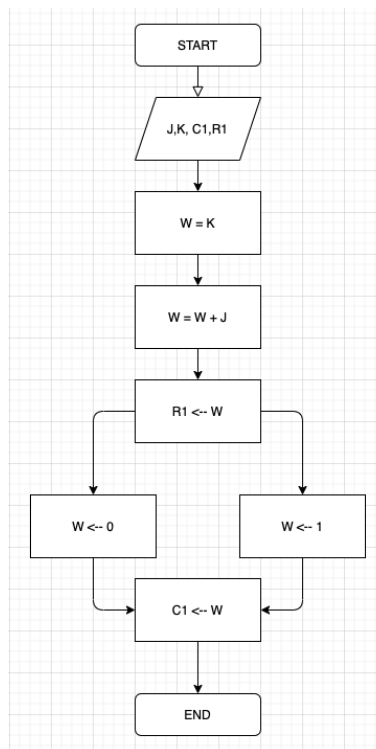 START
J,K, C1,R1
W = K
W = W + J
R1 <-- W
W <-- 0
W <-- 1
C1 <-- W
END